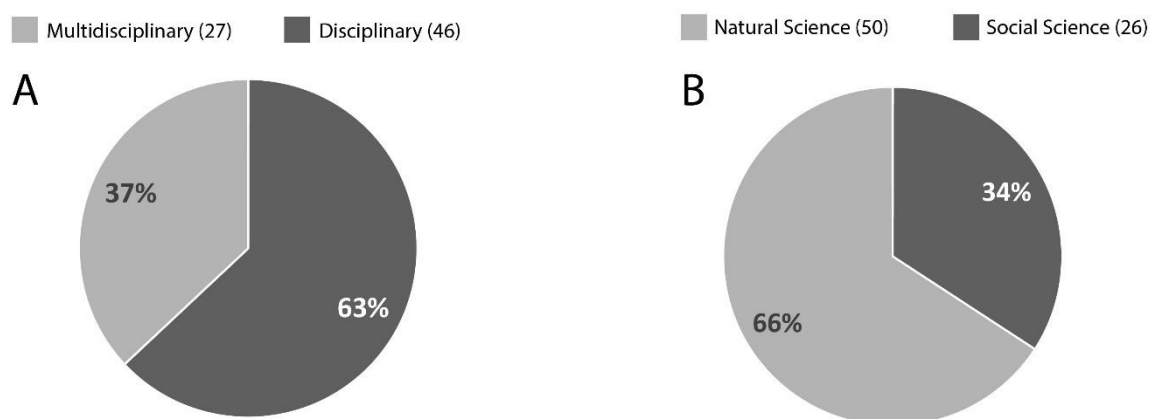 Multidisciplinary (27) Disciplinary (46)
A
37%
63%
Natural Science (50) Social Science (26)
B
34%
66%